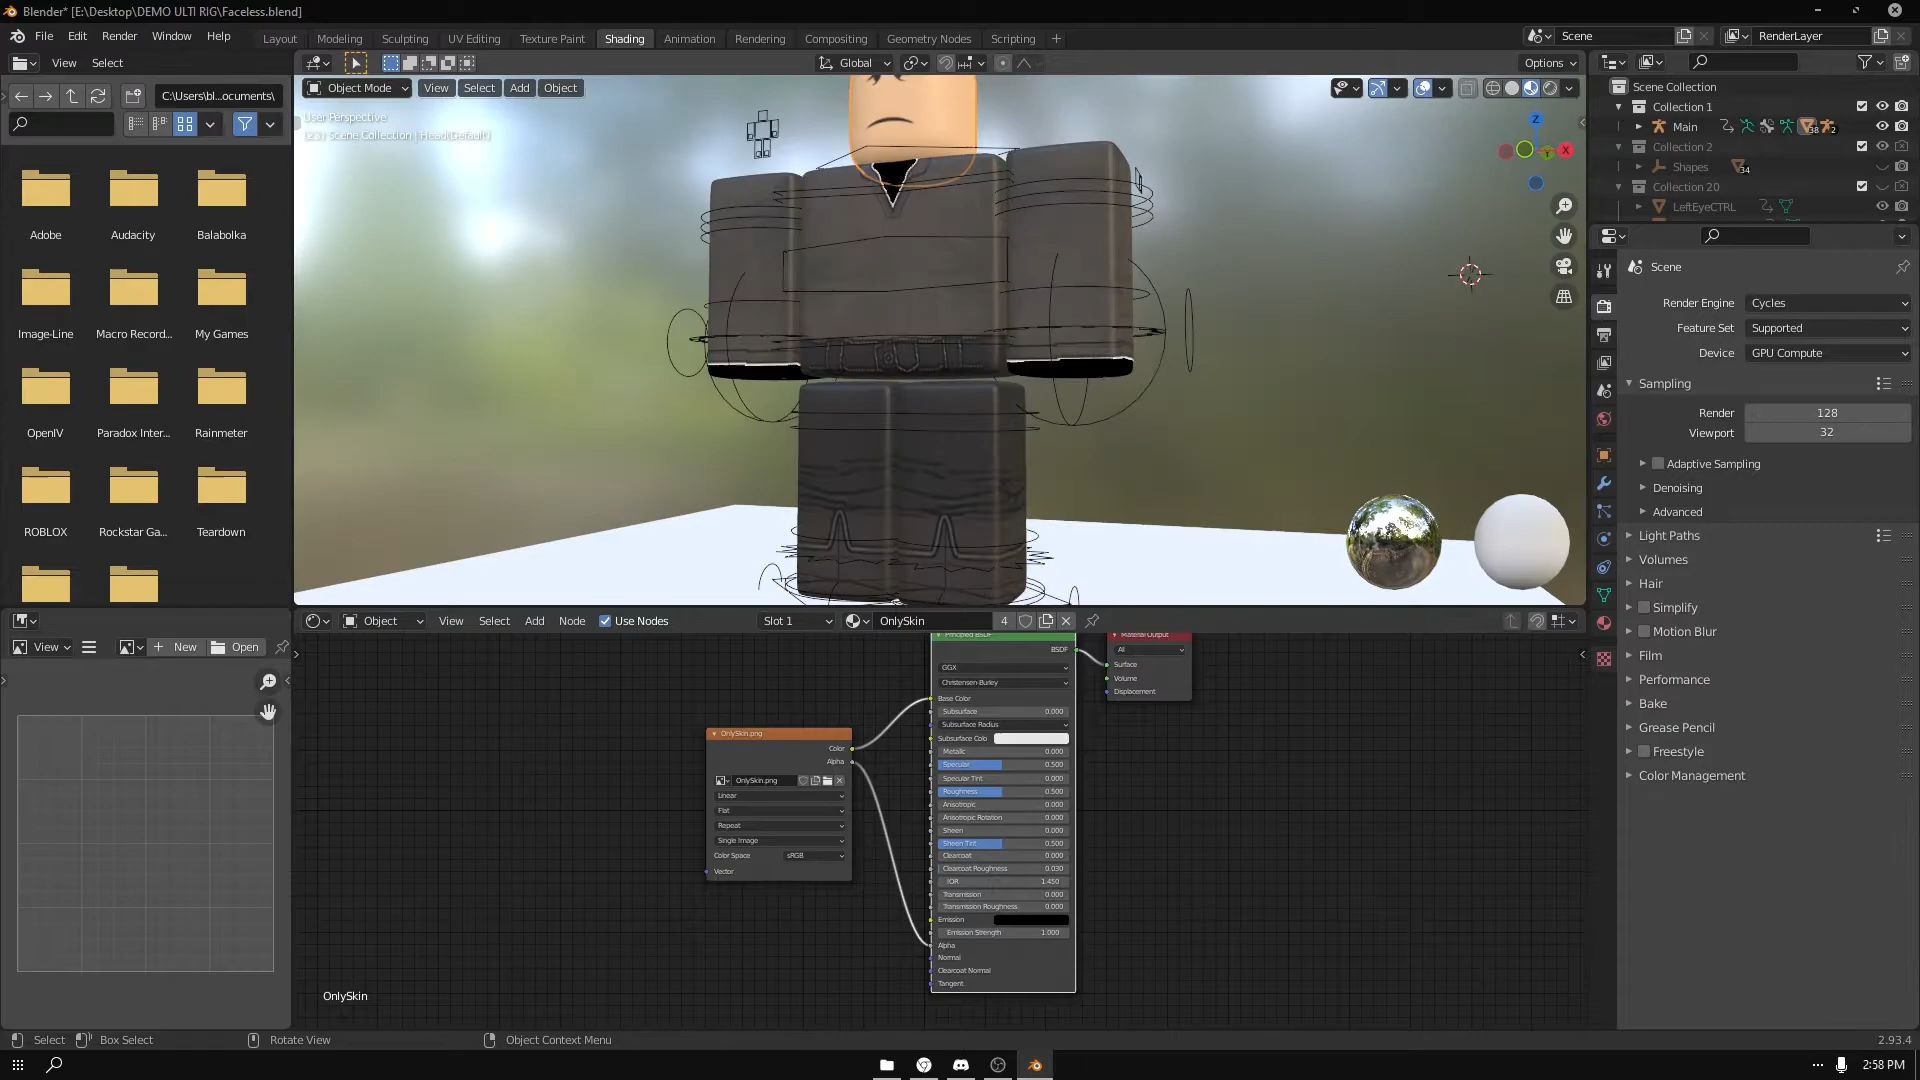 Blender* [E:\Desktop\DEMO ULTI RIG\Faceless.blend]
File Edit Render Window Help
Layout Modeling Sculpting UV Editing Texture Paint Shading Animation Rendering Compositing Geometry Nodes Scripting +
Scene
RenderLayer
View Select
Global
Options
C:\Users\bl...ocuments\
Object Mode View Select Add Object
User Perspective
(23) Scene Collection | Head(Default)
Z
X
Y
Scene Collection
Collection 1
Main
38
2
Collection 2
Shapes
34
Collection 20
LeftEyeCTRL
Adobe
Audacity
Balabolka
Image-Line
Macro Record...
My Games
OpenIV
Paradox Inter...
Rainmeter
ROBLOX
Rockstar Ga...
Teardown
Scene
Render Engine Cycles
Feature Set Supported
Device GPU Compute
Sampling
Render 128
Viewport 32
Adaptive Sampling
Denoising
Advanced
Light Paths
Volumes
Hair
Simplify
Motion Blur
Film
Performance
Bake
Grease Pencil
Freestyle
Color Management
Object View Select Add Node Use Nodes Slot 1 OnlySkin 4
View New Open
Principled BSDF
BSDF
GGX
Christensen-Burley
Base Color
Subsurface 0.000
Subsurface Radius
Subsurface Colo
Metallic 0.000
Specular 0.500
Specular Tint 0.000
Roughness 0.500
Anisotropic 0.000
Anisotropic Rotation 0.000
Sheen 0.000
Sheen Tint 0.500
Clearcoat 0.000
Clearcoat Roughness 0.030
IOR 1.450
Transmission 0.000
Transmission Roughness 0.000
Emission
Emission Strength 1.000
Alpha
Normal
Clearcoat Normal
Tangent
Material Output
All
Surface
Volume
Displacement
OnlySkin.png
Color
Alpha
OnlySkin.png
Linear
Flat
Repeat
Single Image
Color Space sRGB
Vector
OnlySkin
Select Box Select Rotate View Object Context Menu
2.93.4
2:58 PM